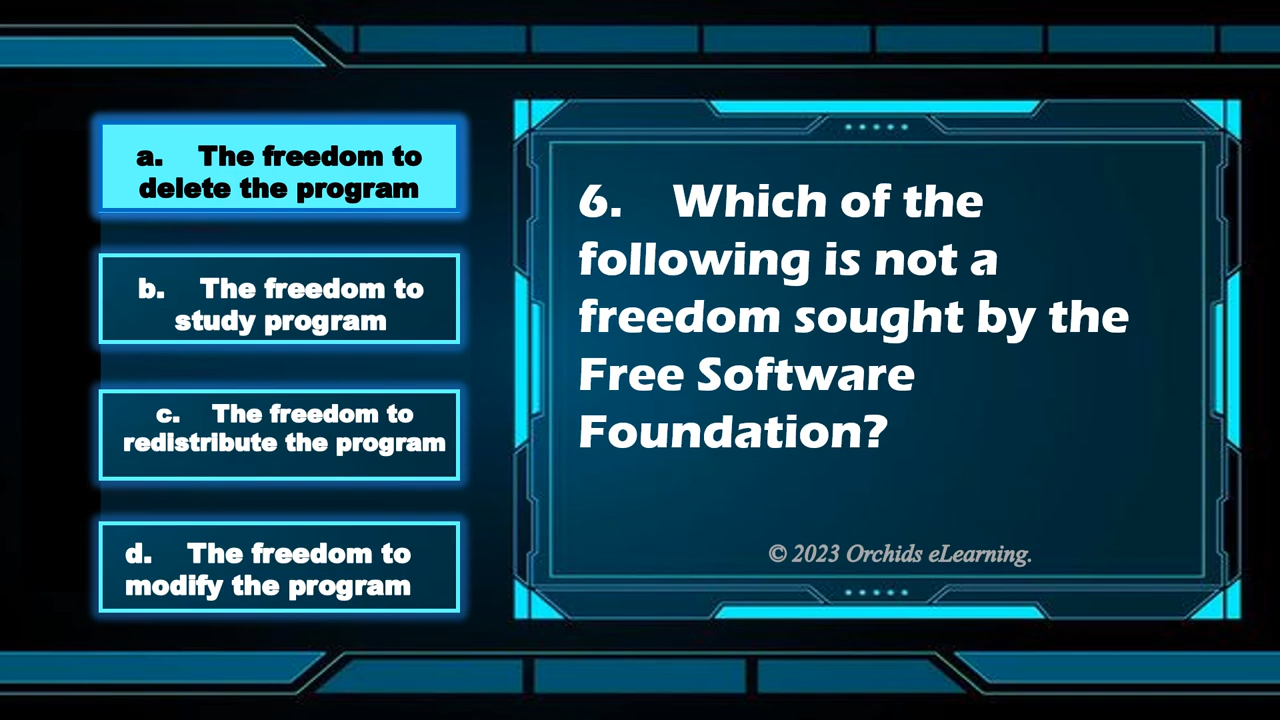 a. The freedom to
delete the program
b. The freedom to
study program
c. The freedom to
redistribute the program
d. The freedom to
modify the program
6. Which of the
following is not a
freedom sought by the
Free Software
Foundation?
© 2023 Orchids eLearning.